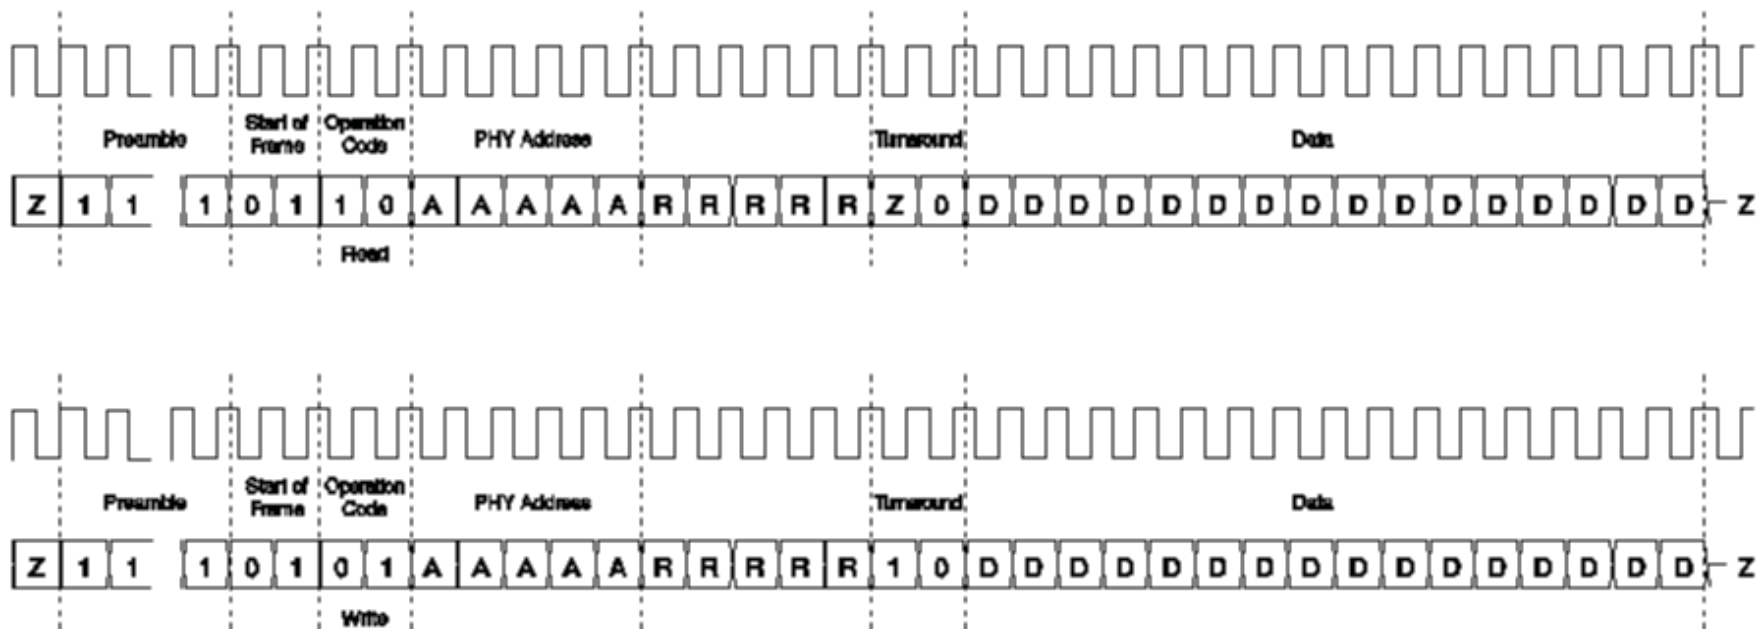 Preamble Start of Frame Operation Code PHY Address Turnaround Data
Z 1 1 1 0 1 1 0 A A A A A R R R R R Z 0 D D D D D D D D D D D D D D D D Z
Read
Preamble Start of Frame Operation Code PHY Address Turnaround Data
Z 1 1 1 0 1 0 1 A A A A A R R R R R 1 0 D D D D D D D D D D D D D D D D Z
Write